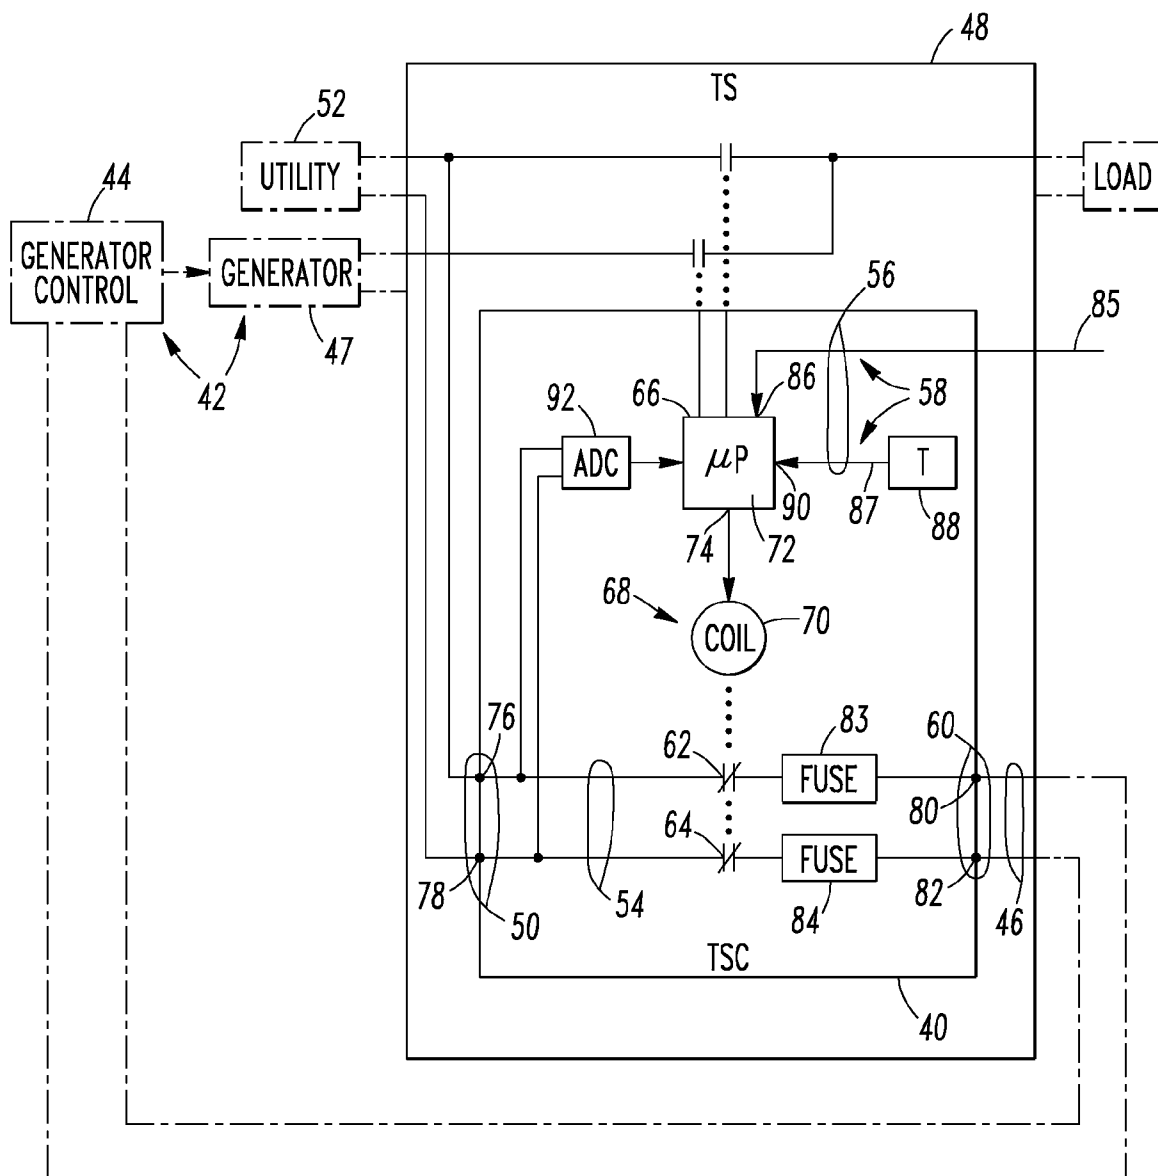 48
TS
52
UTILITY
LOAD
44
GENERATOR
CONTROL
GENERATOR
47
42
56
85
58
66
86
92
ADC
μP
T
90
87
88
74
72
68
COIL
70
76
62
83
60
FUSE
80
64
FUSE
78
50
54
84
82
46
TSC
40